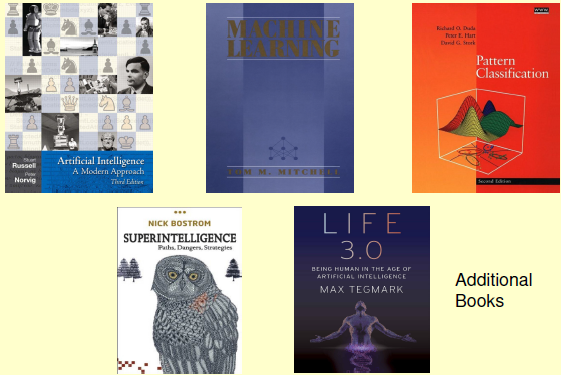 Stuart
Russell
Peter
Norvig
Artificial Intelligence
A Modern Approach
Third Edition
MACHINE
LEARNING
TOM M. MITCHELL
www
Richard O. Duda
Peter E. Hart
David G. Stork
Pattern
Classification
Second Edition
NICK BOSTROM
SUPERINTELLIGENCE
Paths, Dangers, Strategies
LIFE
3.0
BEING HUMAN IN THE AGE OF
ARTIFICIAL INTELLIGENCE
MAX TEGMARK
Additional
Books